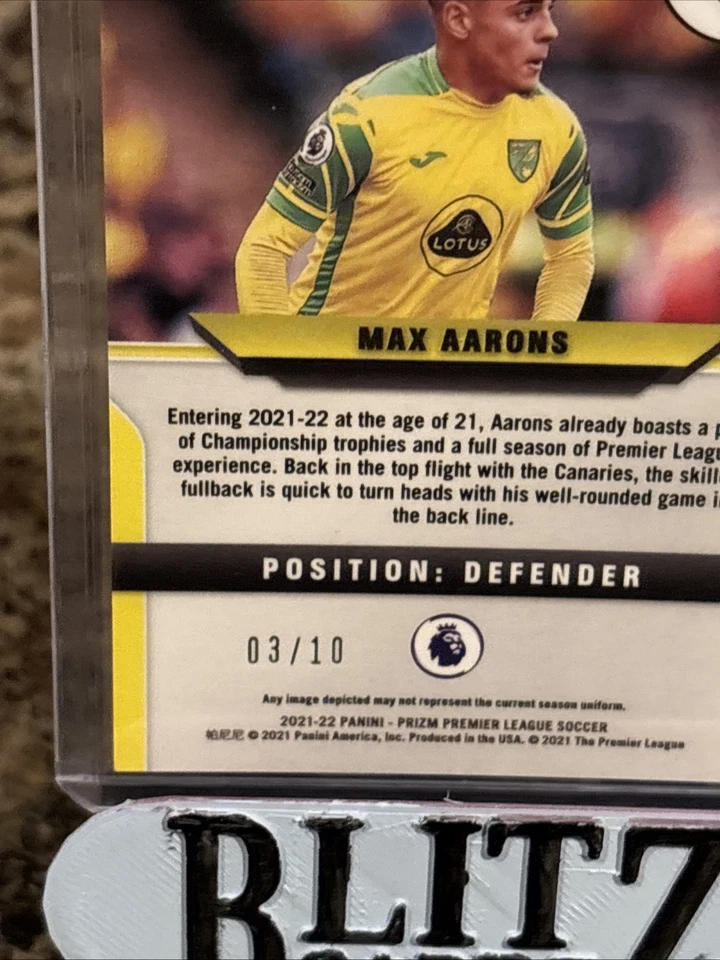 LOTUS
MAX AARONS
Entering 2021-22 at the age of 21, Aarons already boasts a
of Championship trophies and a full season of Premier Leagu
experience. Back in the top flight with the Canaries, the skill
fullback is quick to turn heads with his well-rounded game i
the back line.
POSITION: DEFENDER
03/10
Any image depicted may not represent the current season uniform.
2021-22 PANINI - PRIZM PREMIER LEAGUE SOCCER
帕尼尼 © 2021 Panini America, Inc. Produced in the USA. © 2021 The Premier League
BLITZ